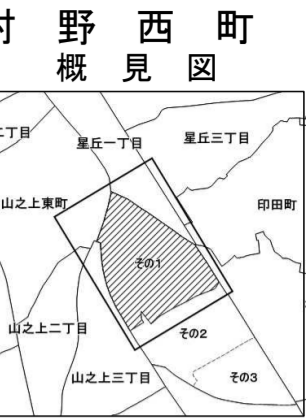 村野西町
概見図
二丁目
星丘一丁目
星丘三丁目
山之上東町
印田町
その1
山之上二丁目
その2
山之上三丁目
その3